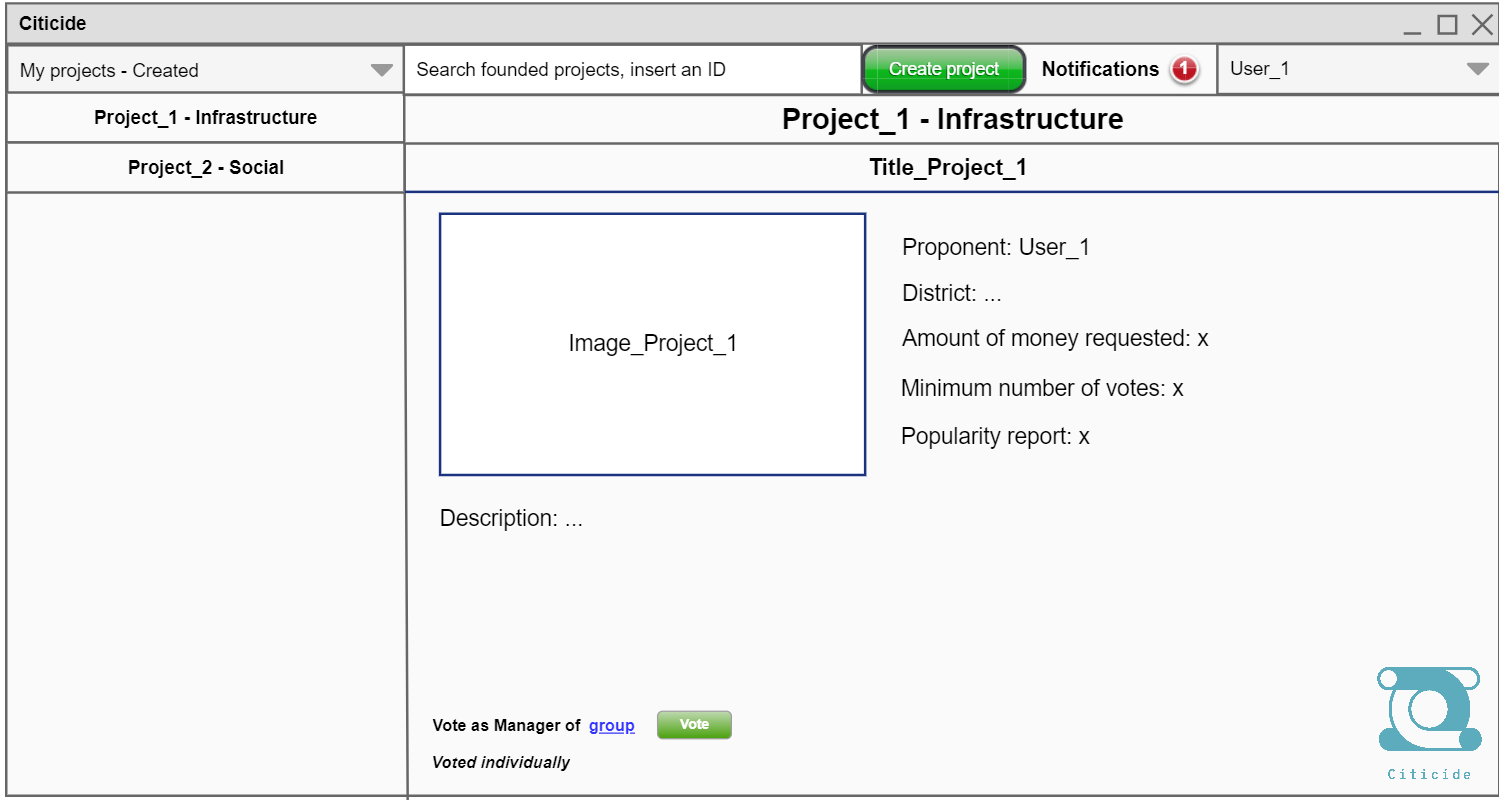 Citicide
My projects - Created
Search founded projects, insert an ID
Create project
Notifications 1
User_1
Project_1 - Infrastructure
Project_2 - Social
Project_1 - Infrastructure
Title_Project_1
Image_Project_1
Proponent: User_1
District: ...
Amount of money requested: x
Minimum number of votes: x
Popularity report: x
Description: ...
Vote as Manager of group
Vote
Voted individually
Citicide